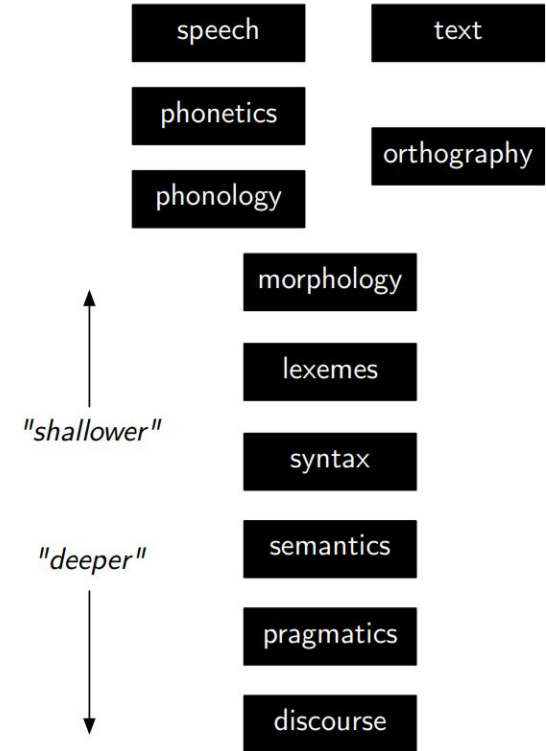 speech
text
phonetics
orthography
phonology
morphology
lexemes
"shallower"
syntax
semantics
"deeper"
pragmatics
discourse